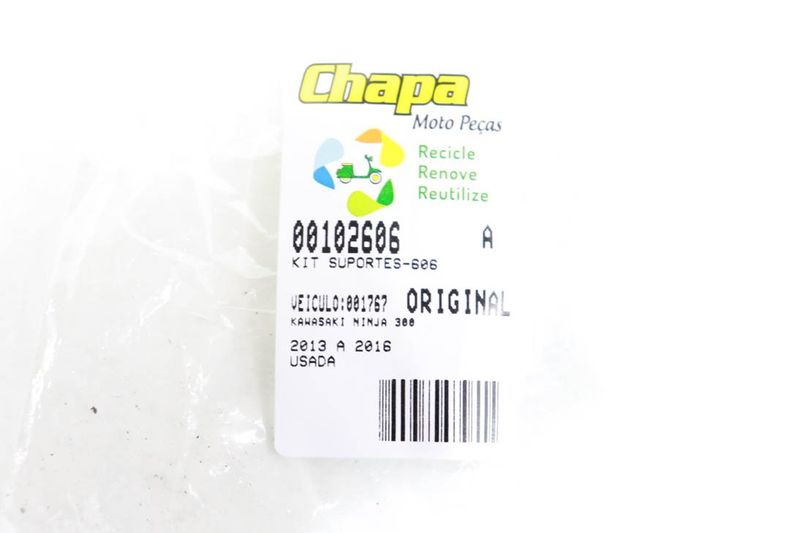 Chapa
Moto Peças
Recicle
Renove
Reutilize
00102606 A
KIT SUPORTES-606
VEICULO:001767 ORIGINAL
KAWASAKI NINJA 300
2013 A 2016
USADA